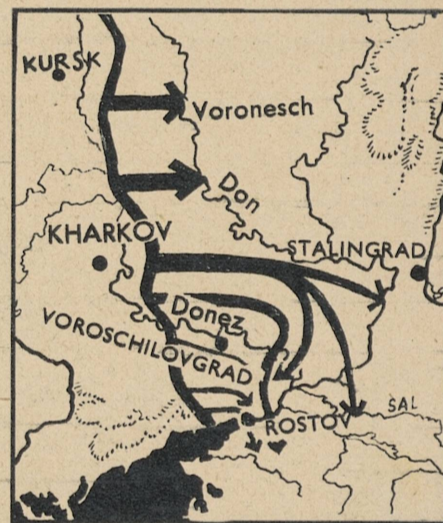 KURSK
Voronesch
Don
KHARKOV
STALINGRAD
Donez
VOROSCHILOVGRAD
SAL
ROSTOV